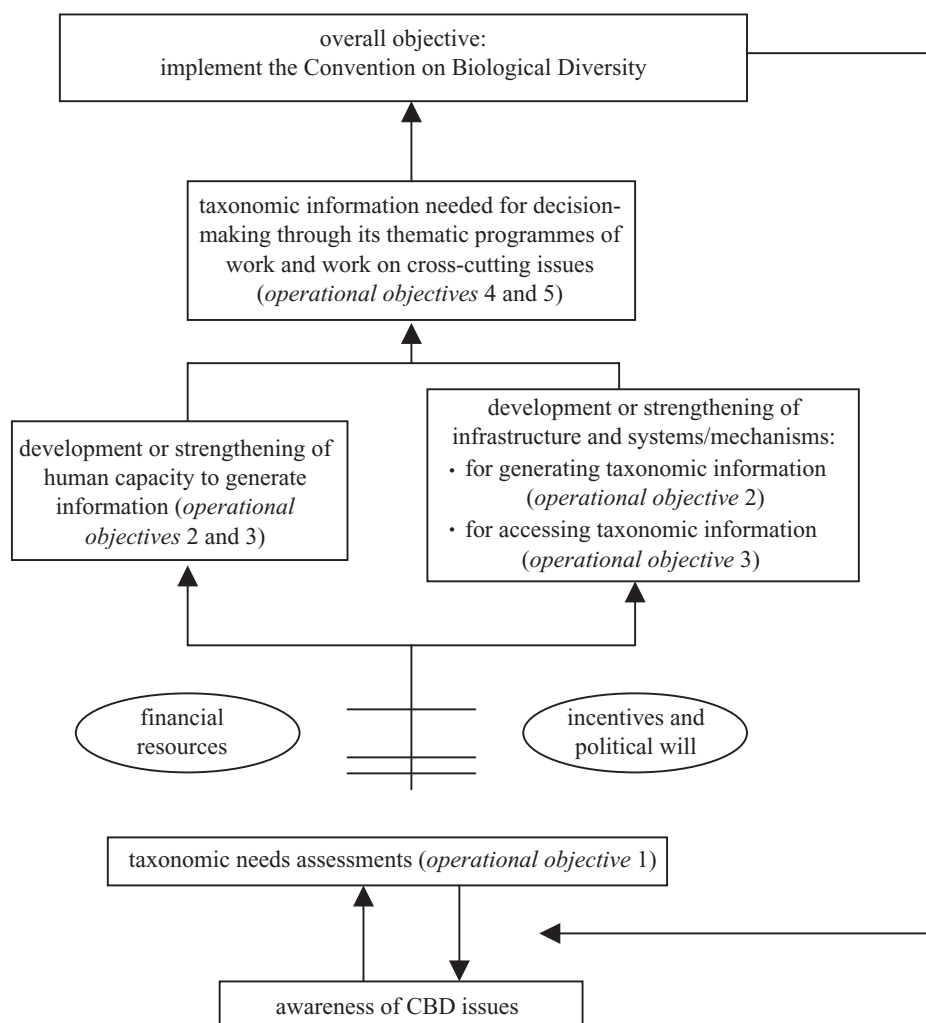 overall objective:
implement the Convention on Biological Diversity
taxonomic information needed for decision-
making through its thematic programmes of
work and work on cross-cutting issues
(operational objectives 4 and 5)
development or strengthening of
human capacity to generate
information (operational
objectives 2 and 3)
development or strengthening of
infrastructure and systems/mechanisms:
· for generating taxonomic information
(operational objective 2)
· for accessing taxonomic information
(operational objective 3)
financial
resources
incentives and
political will
taxonomic needs assessments (operational objective 1)
awareness of CBD issues